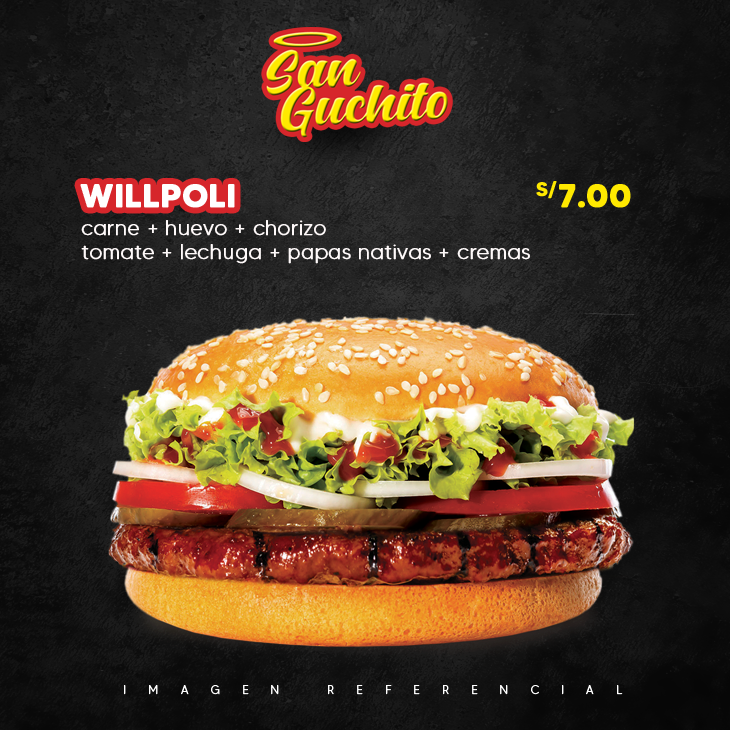 San
Guchito
WILLPOLI
S/7.00
carne + huevo + chorizo
tomate + lechuga + papas nativas + cremas
IMAGEN REFERENCIAL